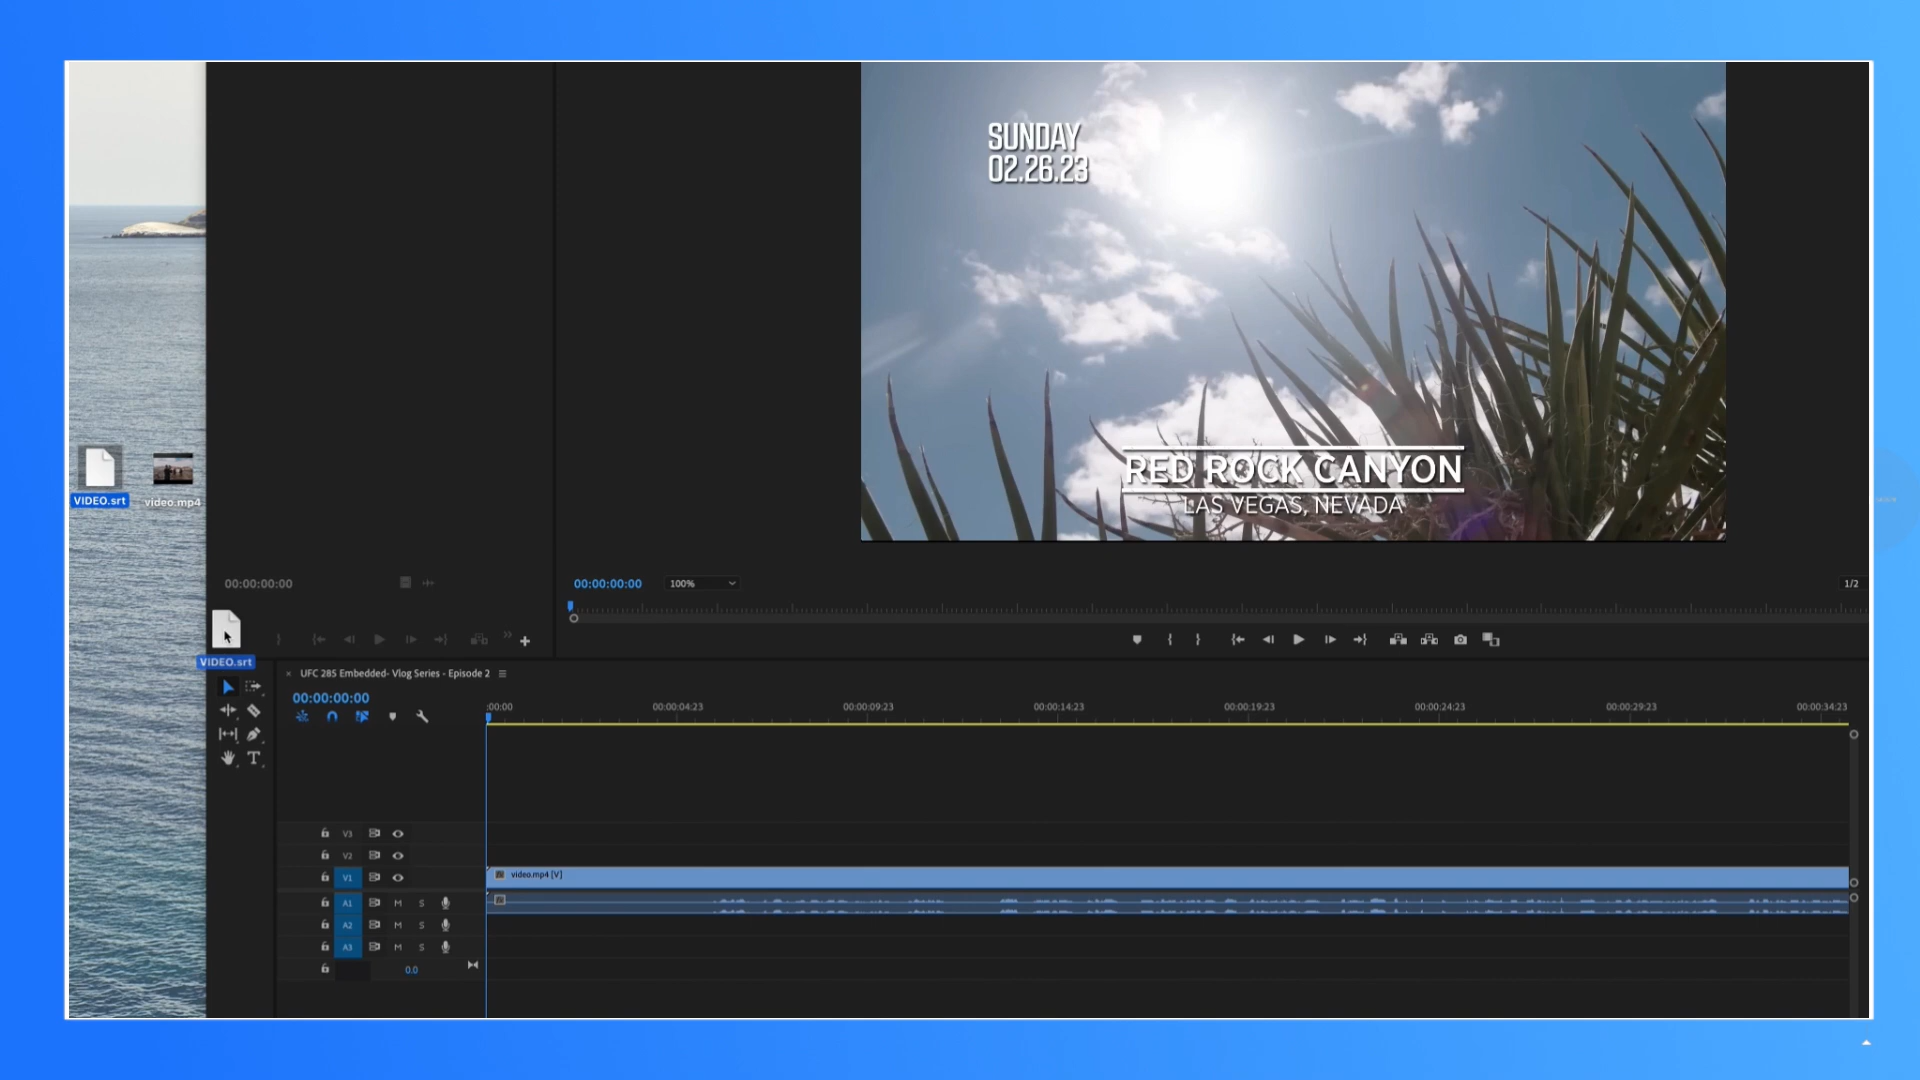 SUNDAY
02.26.23
RED ROCK CANYON
LAS VEGAS, NEVADA
VIDEO.srt
video.mp4
00:00:00:00
00:00:00:00
100%
1/2
VIDEO.srt
UFC 285 Embedded- Vlog Series - Episode 2
00:00:00:00
:00:00
00:00:04:23
00:00:09:23
00:00:14:23
00:00:19:23
00:00:24:23
00:00:29:23
00:00:34:23
V3
V2
V1
video.mp4 [V]
A1 M S
A2 M S
A3 M S
0.0